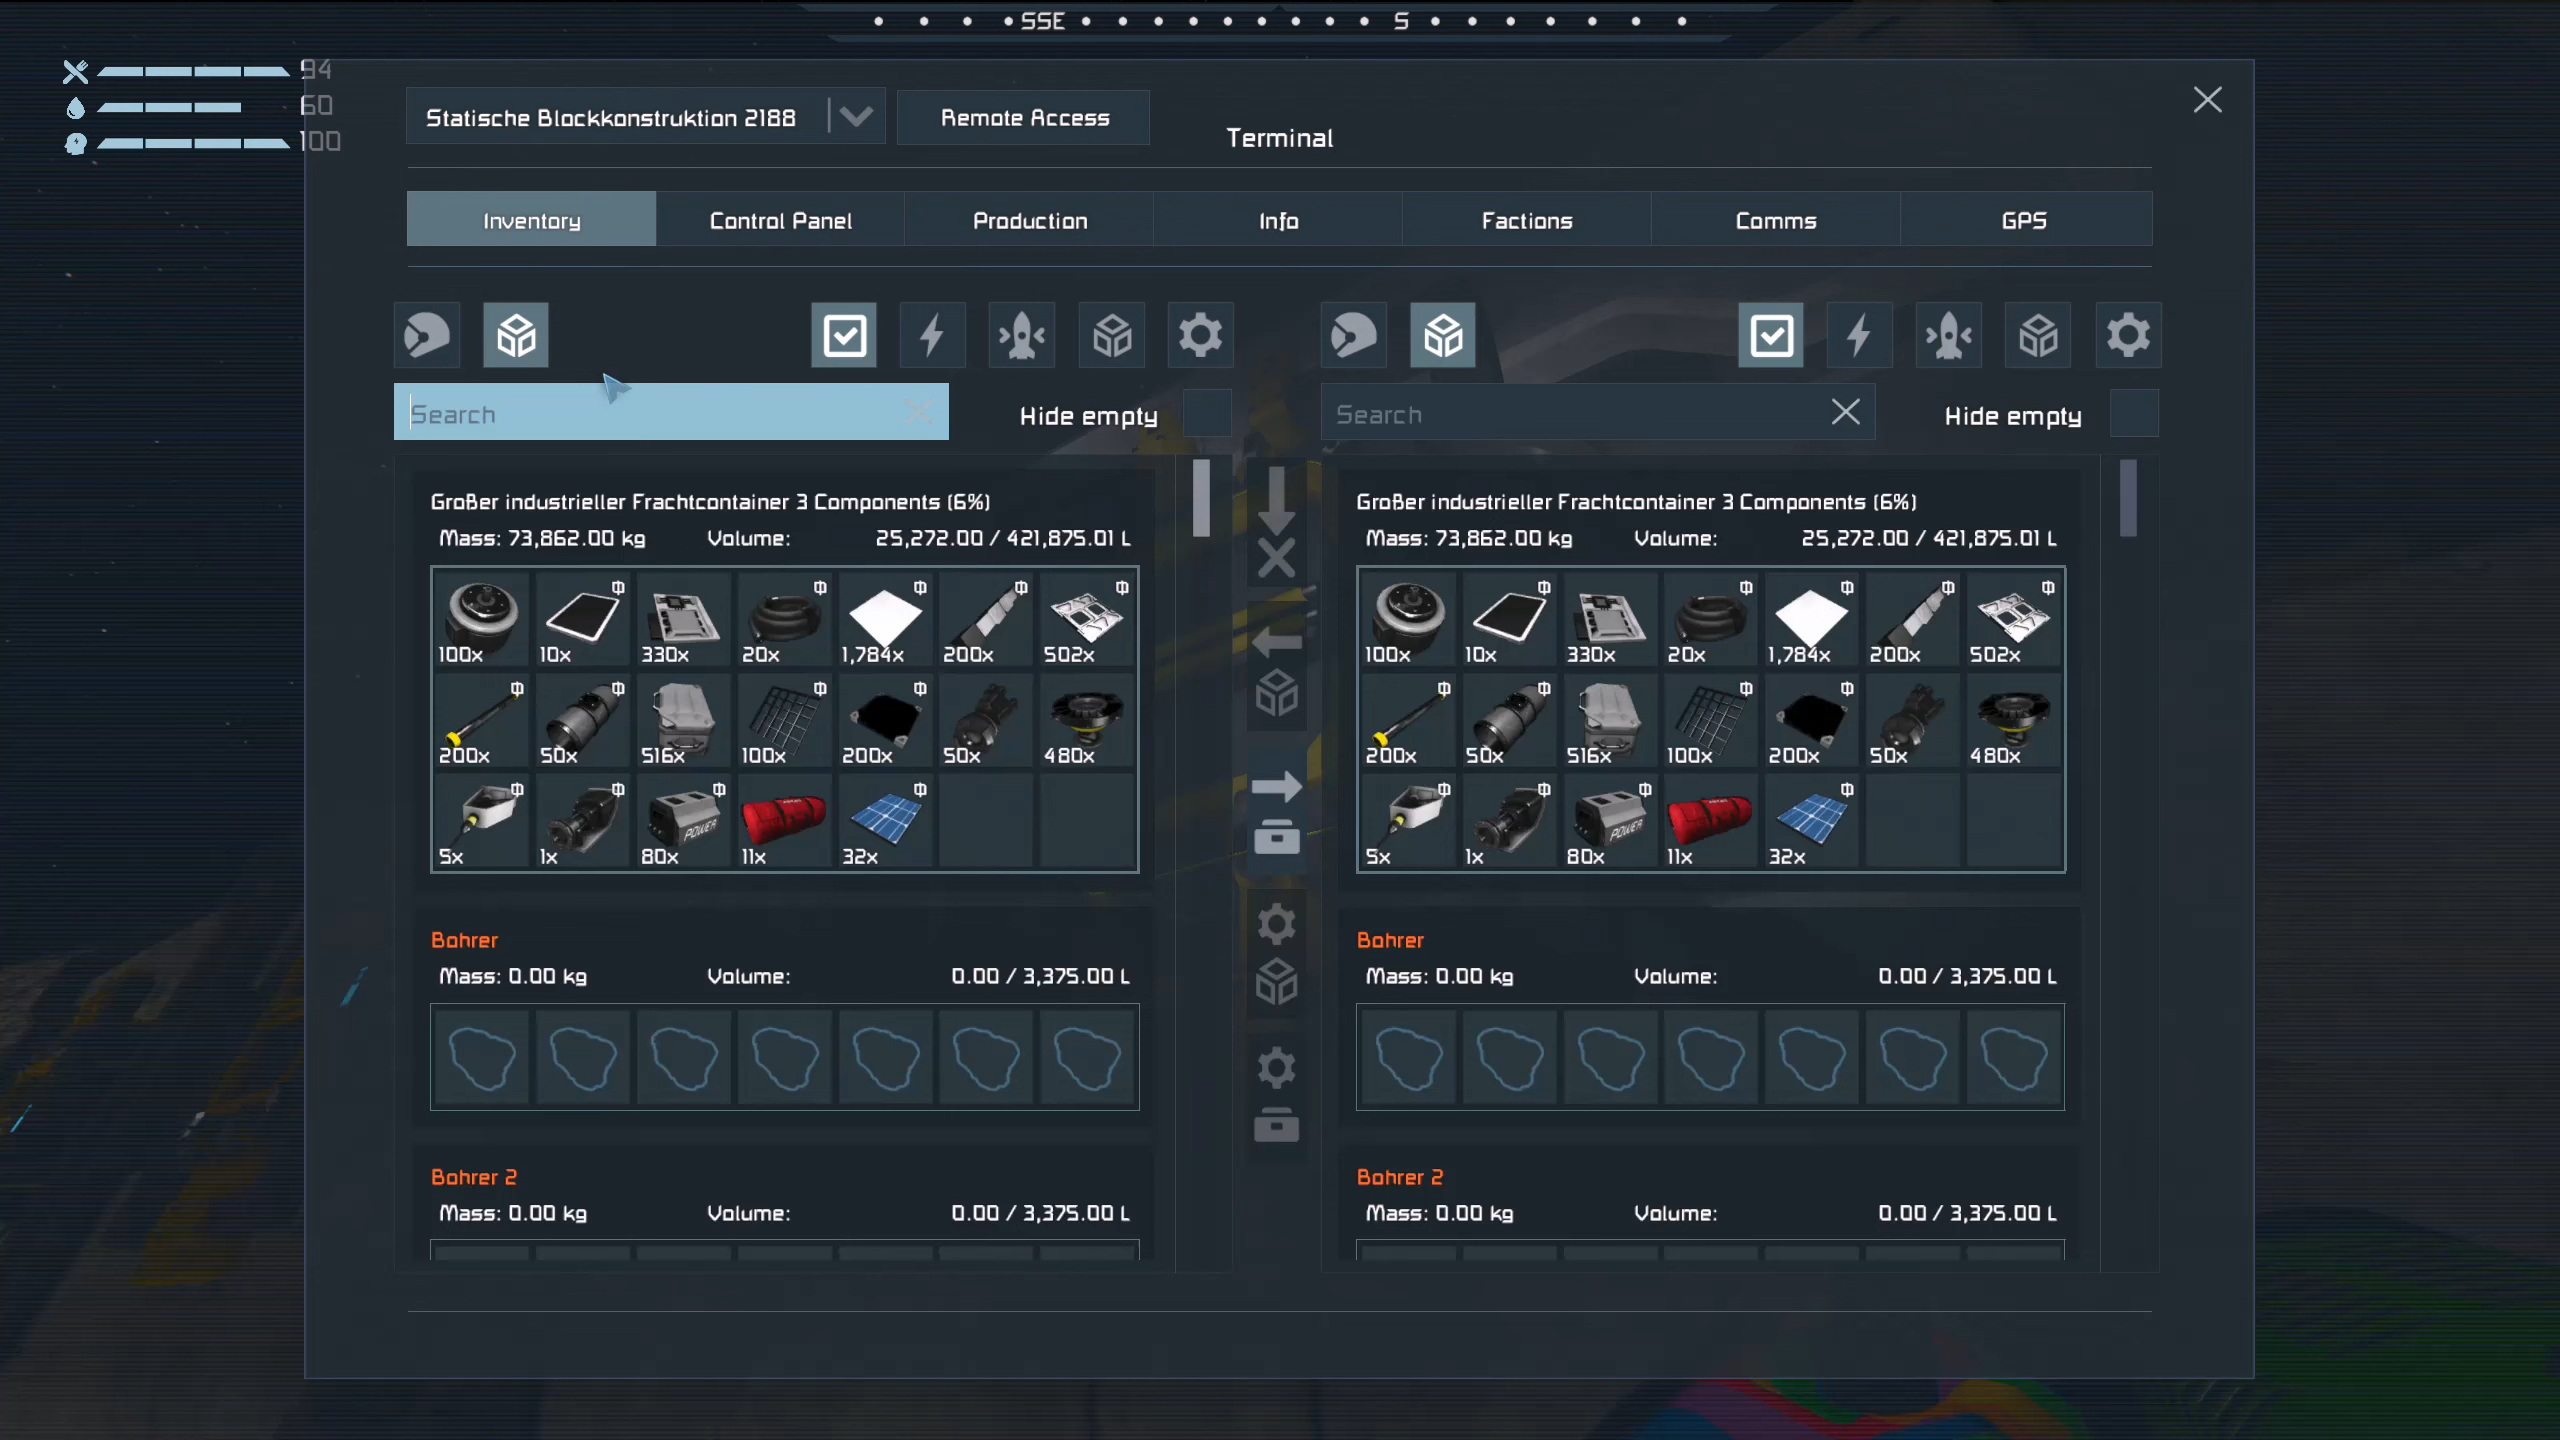 SSE S
94
60
100
Statische Blockkonstruktion 2188
Remote Access
Terminal
Inventory Control Panel Production Info Factions Comms GPS
Search
Hide empty
Search
Hide empty
Großer industrieller Frachtcontainer 3 Components (6%)
Mass: 73,862.00 kg Volume: 25,272.00 / 421,875.01 L
100x 10x 330x 20x 1,784x 200x 502x
200x 50x 516x 100x 200x 50x 480x
POWER
5x 1x 80x 11x 32x
Bohrer
Mass: 0.00 kg Volume: 0.00 / 3,375.00 L
Bohrer 2
Mass: 0.00 kg Volume: 0.00 / 3,375.00 L
Großer industrieller Frachtcontainer 3 Components (6%)
Mass: 73,862.00 kg Volume: 25,272.00 / 421,875.01 L
100x 10x 330x 20x 1,784x 200x 502x
200x 50x 516x 100x 200x 50x 480x
POWER
5x 1x 80x 11x 32x
Bohrer
Mass: 0.00 kg Volume: 0.00 / 3,375.00 L
Bohrer 2
Mass: 0.00 kg Volume: 0.00 / 3,375.00 L